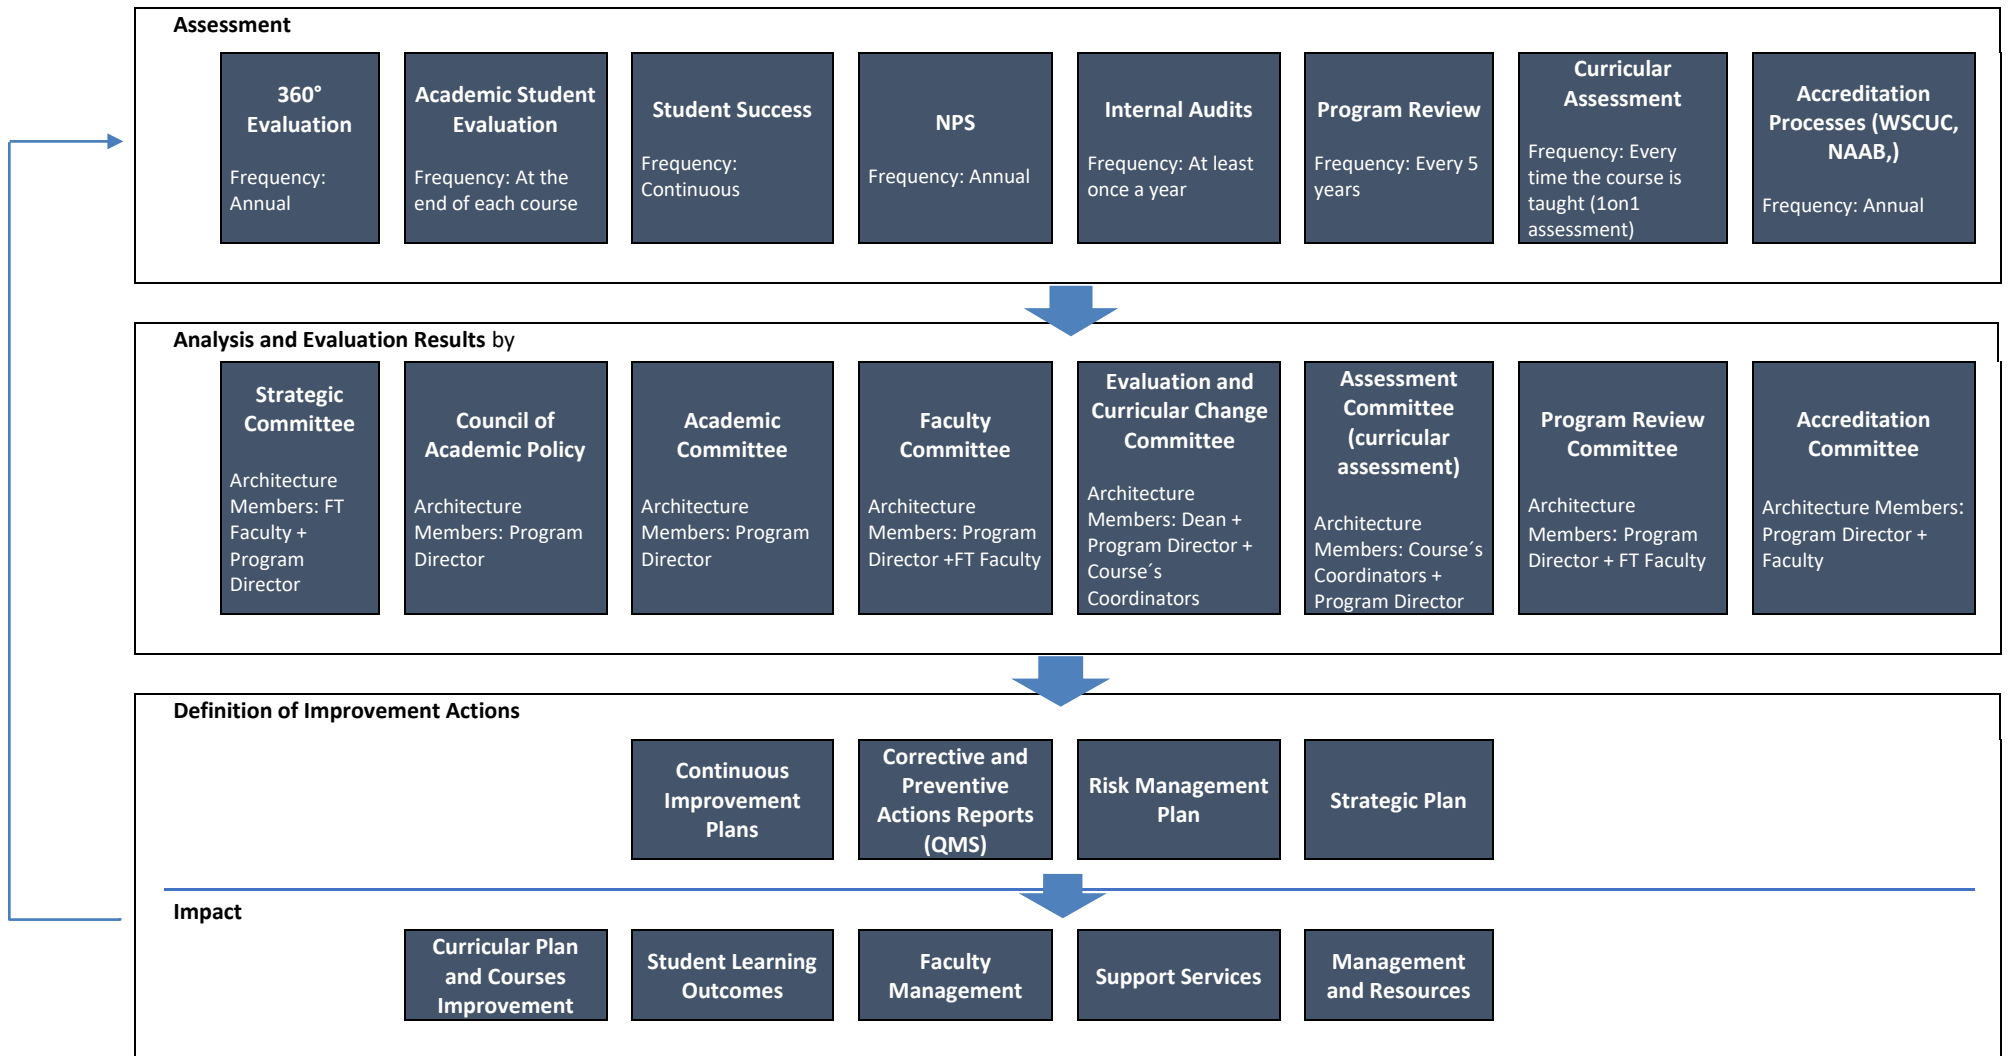 Assessment
360°
Evaluation
Frequency:
Annual
Academic Student
Evaluation
Frequency: At the
end of each course
Student Success
Frequency:
Continuous
NPS
Frequency: Annual
Internal Audits
Frequency: At least
once a year
Program Review
Frequency: Every 5
years
Curricular
Assessment
Frequency: Every
time the course is
taught (1on1
assessment)
Accreditation
Processes (WSCUC,
NAAB,)
Frequency: Annual
Analysis and Evaluation Results by
Strategic
Committee
Architecture
Members: FT
Faculty +
Program
Director
Council of
Academic Policy
Architecture
Members: Program
Director
Academic
Committee
Architecture
Members: Program
Director
Faculty
Committee
Architecture
Members: Program
Director +FT Faculty
Evaluation and
Curricular Change
Committee
Architecture
Members: Dean +
Program Director +
Course´s
Coordinators
Assessment
Committee
(curricular
assessment)
Architecture
Members: Course´s
Coordinators +
Program Director
Program Review
Committee
Architecture
Members: Program
Director + FT Faculty
Accreditation
Committee
Architecture Members:
Program Director +
Faculty
Definition of Improvement Actions
Continuous
Improvement
Plans
Corrective and
Preventive
Actions Reports
(QMS)
Risk Management
Plan
Strategic Plan
Impact
Curricular Plan
and Courses
Improvement
Student Learning
Outcomes
Faculty
Management
Support Services
Management
and Resources